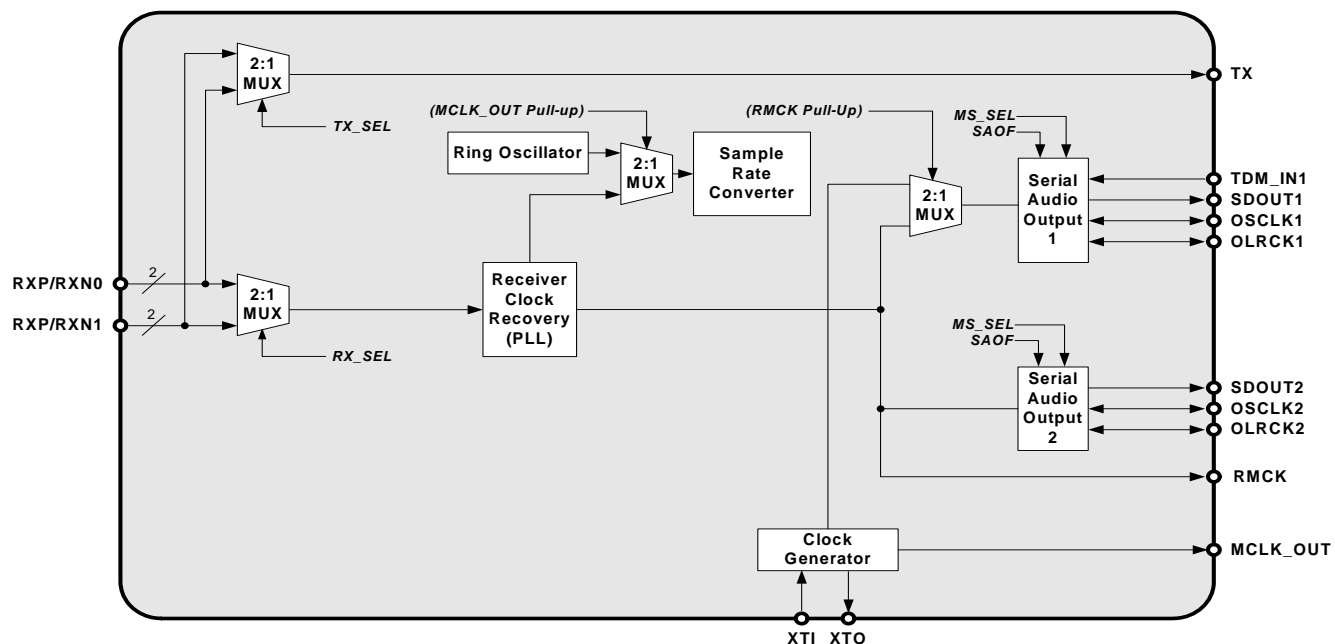 2:1
MUX
TX
TX_SEL
(MCLK_OUT Pull-up)
(RMCK Pull-Up)
MS_SEL
SAOF
Ring Oscillator
2:1
MUX
Sample
Rate
Converter
2:1
MUX
Serial
Audio
Output
1
TDM_IN1
SDOUT1
OSCLK1
OLRCK1
RXP/RXN0
2
RXP/RXN1
2
2:1
MUX
RX_SEL
Receiver
Clock
Recovery
(PLL)
MS_SEL
SAOF
Serial
Audio
Output
2
SDOUT2
OSCLK2
OLRCK2
RMCK
Clock
Generator
MCLK_OUT
XTI XTO